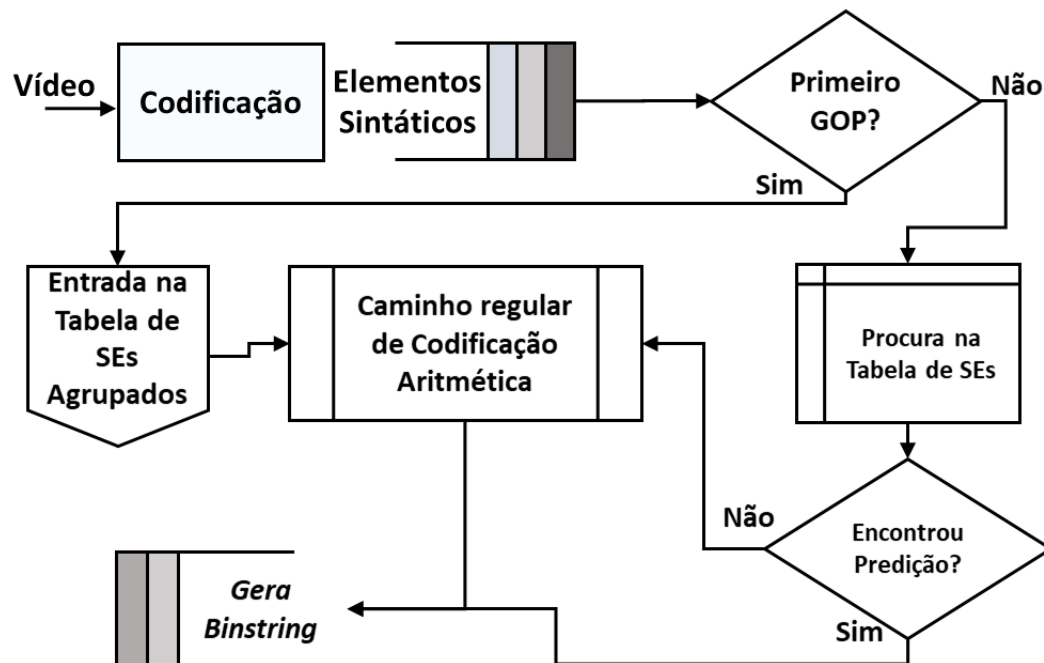 Vídeo
Codificação
Elementos
Sintáticos
Primeiro
GOP?
Não
Sim
Entrada na
Tabela de
SEs
Agrupados
Caminho regular
de Codificação
Aritmética
Procura na
Tabela de SEs
Não
Encontrou
Predição?
Sim
Gera
Binstring